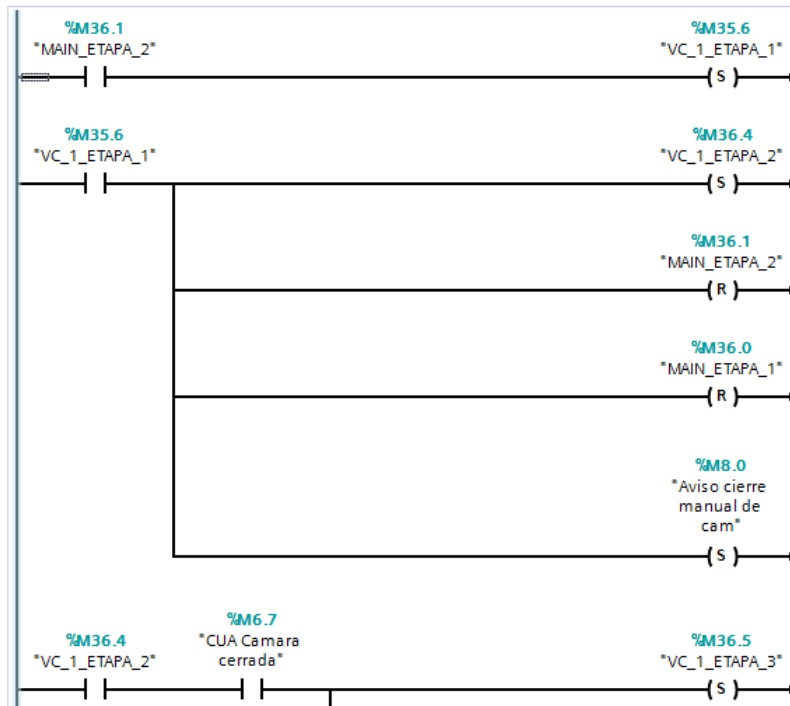 %M36.1
"MAIN_ETAPA_2"
%M35.6
"VC_1_ETAPA_1"
S
%M35.6
"VC_1_ETAPA_1"
%M36.4
"VC_1_ETAPA_2"
S
%M36.1
"MAIN_ETAPA_2"
R
%M36.0
"MAIN_ETAPA_1"
R
%M8.0
"Aviso cierre
manual de
cam"
S
%M36.4
"VC_1_ETAPA_2"
%M6.7
"CUA Camara
cerrada"
%M36.5
"VC_1_ETAPA_3"
S